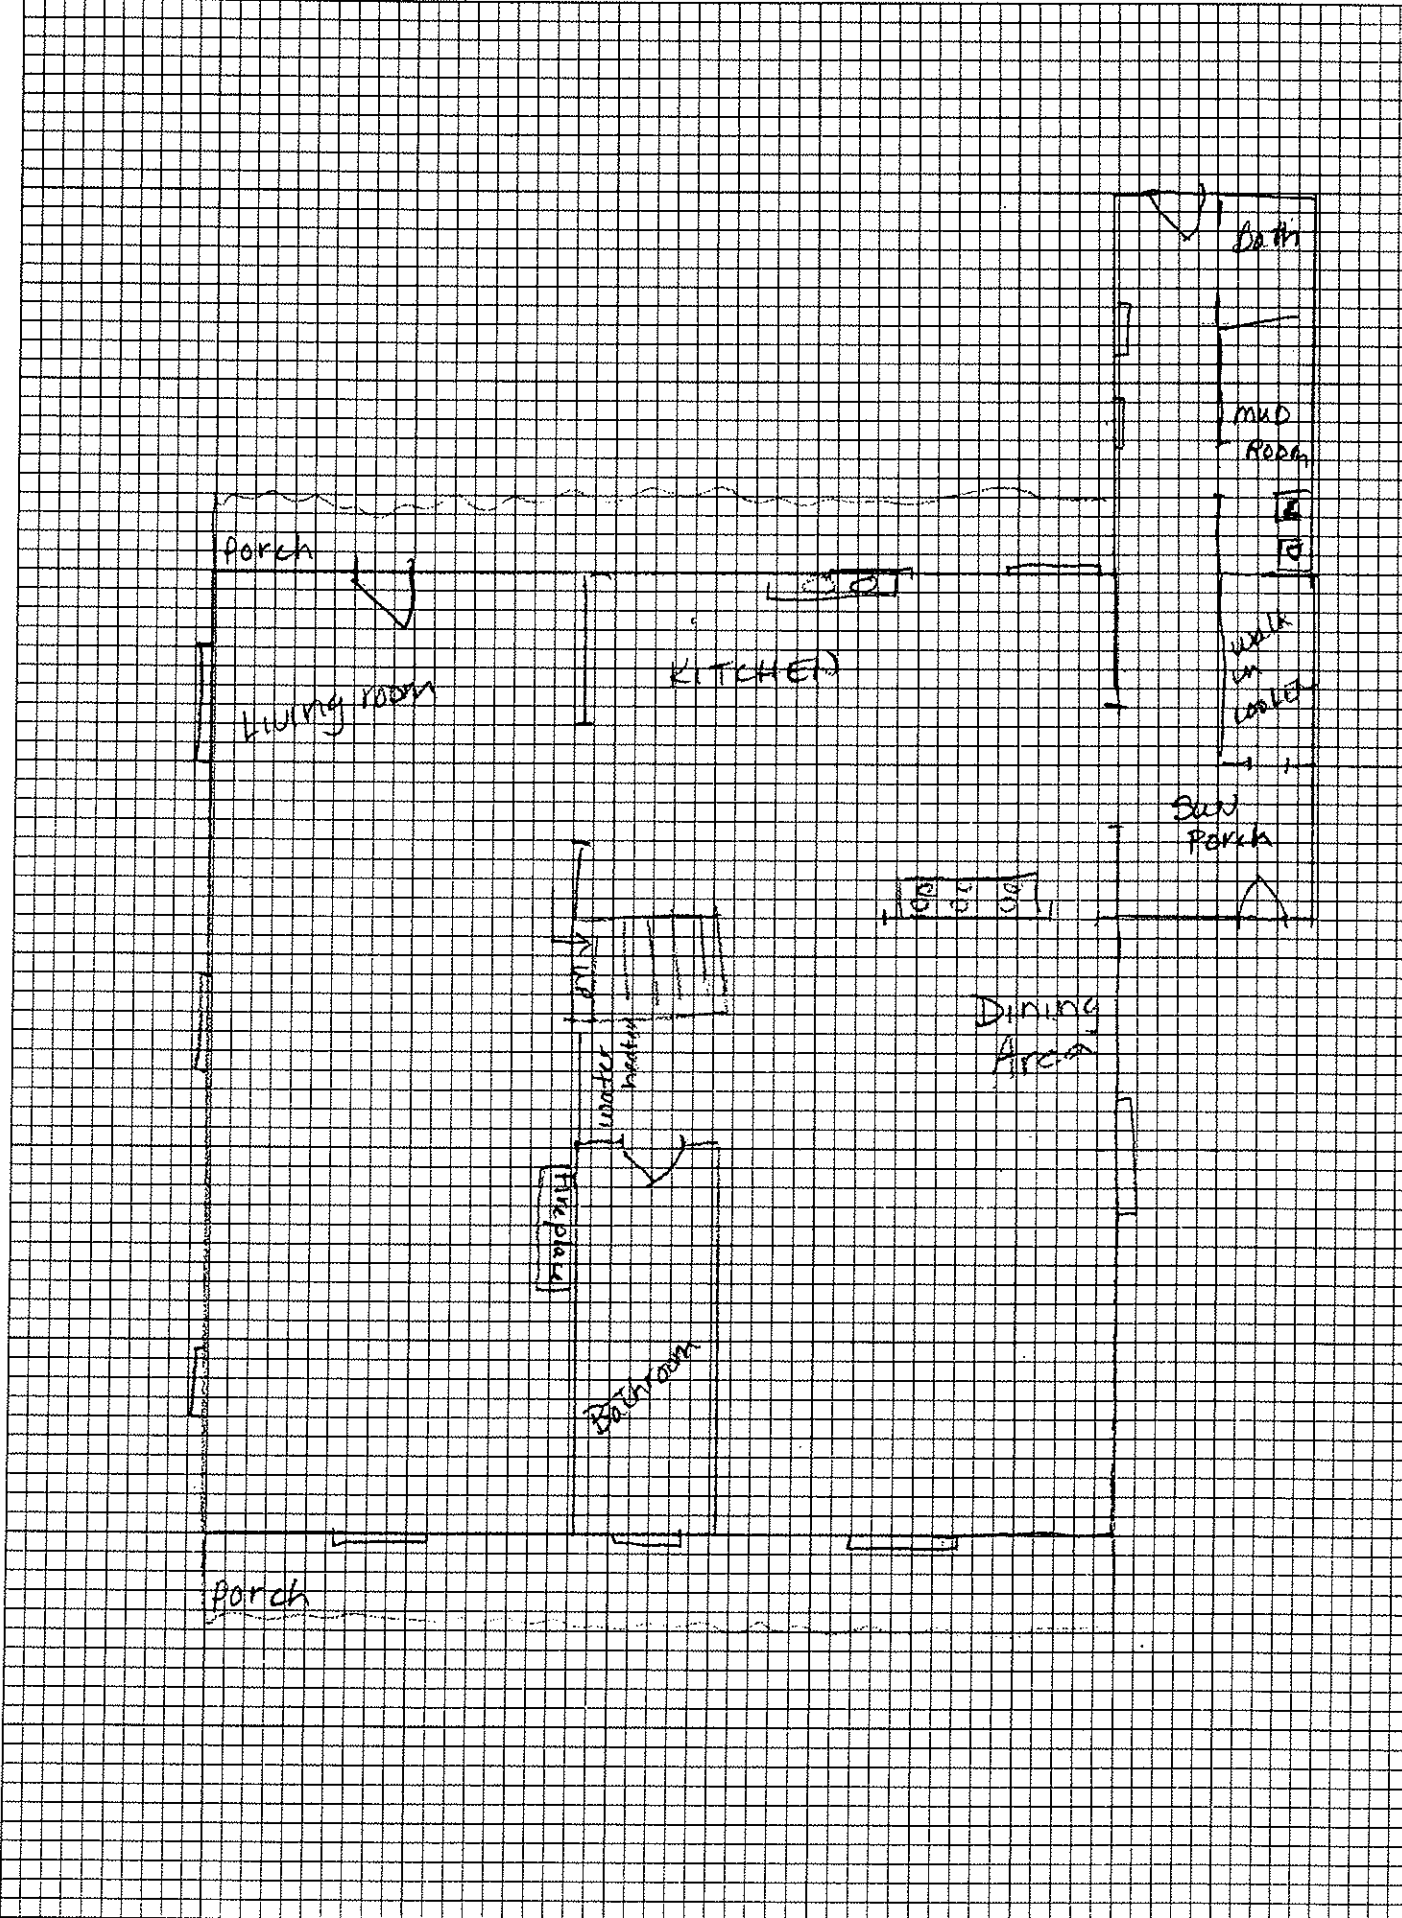 Bath
MUD
Room
Porch
KITCHEN
Living room
WALK
IN
COOLER
SUN
Porch
UP
Dining
Area
water
heater
Fireplace
Bathroom
Porch